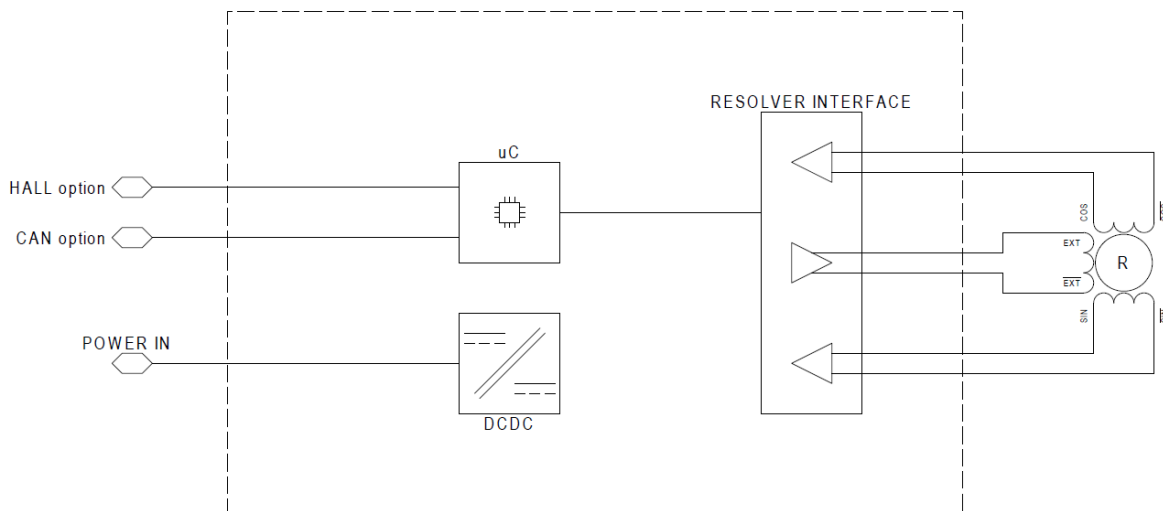 RESOLVER INTERFACE
uC
HALL option
CAN option
COS
EXT
R
EXT
SIN
POWER IN
DCDC